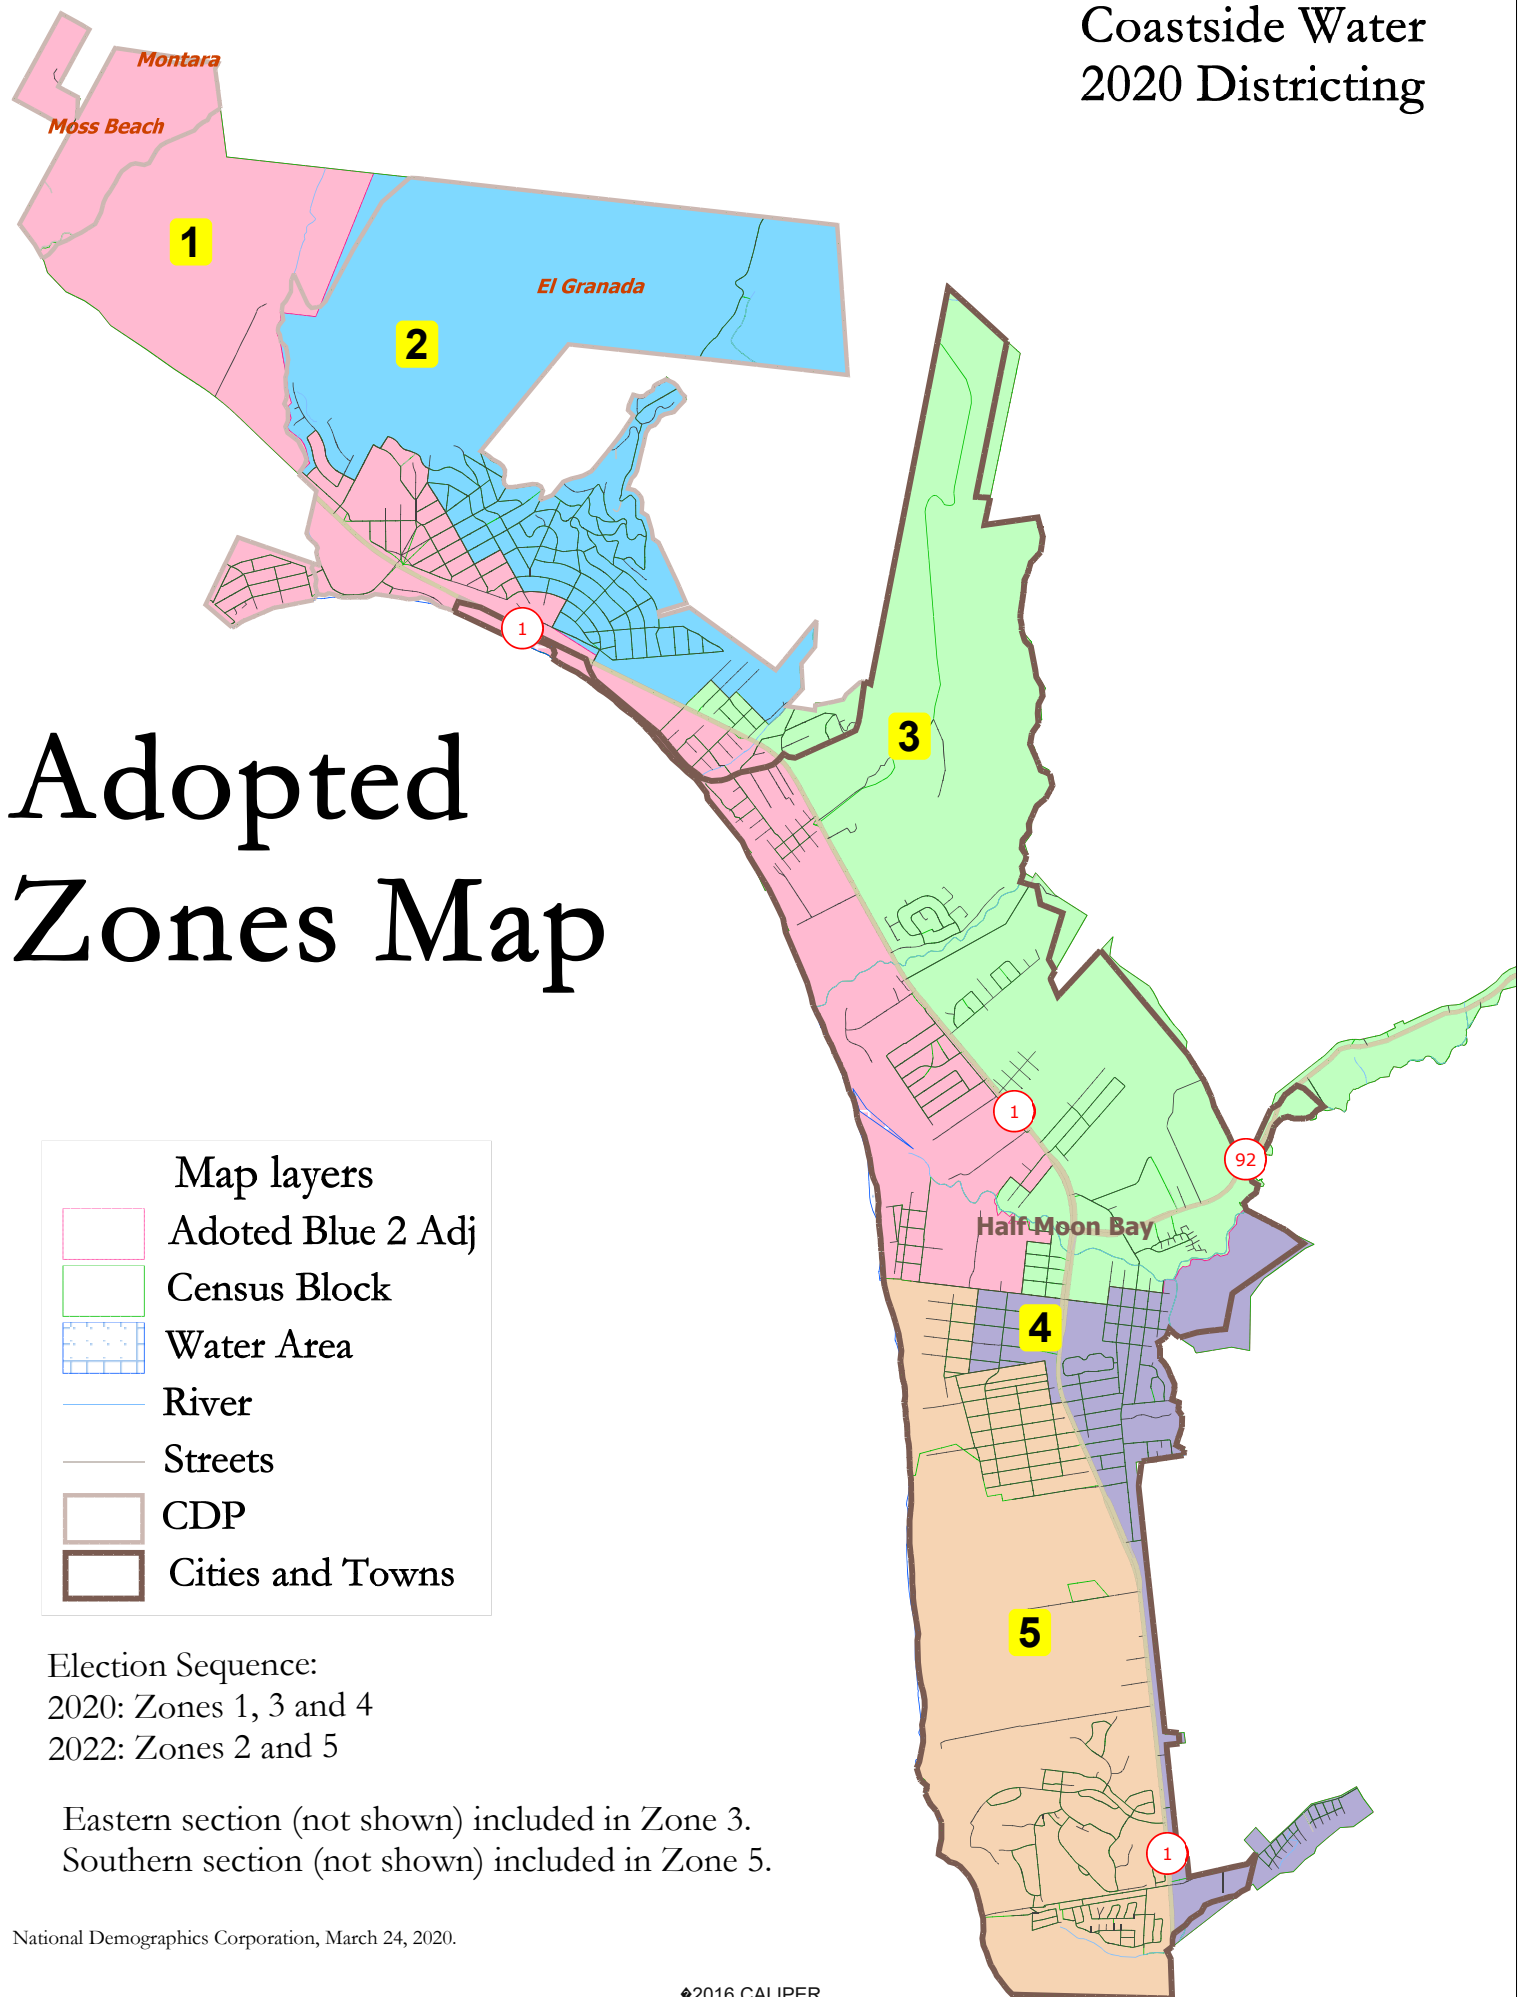 Coastside Water
2020 Districting
Montara
Moss Beach
1
El Granada
2
1
3
Adopted
Zones Map
1
92
Half Moon Bay
4
5
1
Map layers
Adoted Blue 2 Adj
Census Block
Water Area
River
Streets
CDP
Cities and Towns
Election Sequence:
2020: Zones 1, 3 and 4
2022: Zones 2 and 5
Eastern section (not shown) included in Zone 3.
Southern section (not shown) included in Zone 5.
National Demographics Corporation, March 24, 2020.
�2016 CALIPER